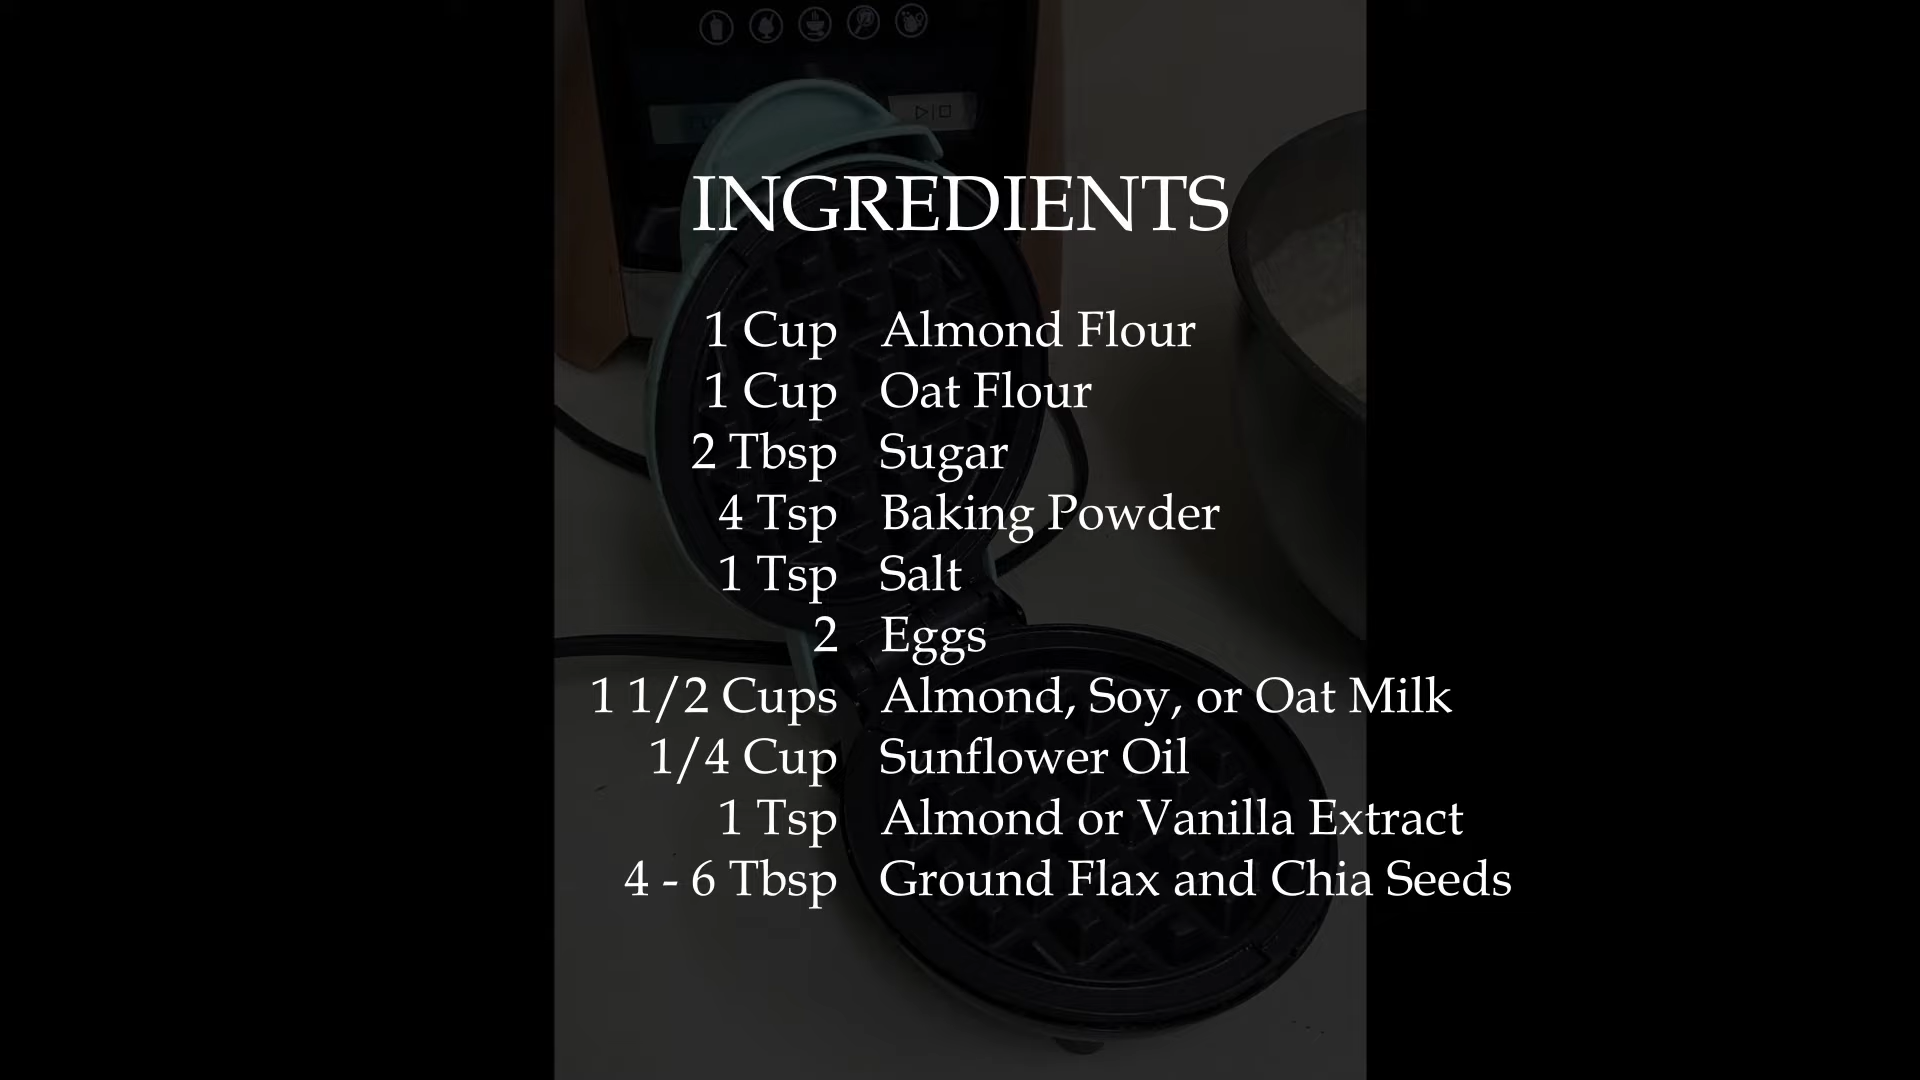 INGREDIENTS
1 Cup Almond Flour
1 Cup Oat Flour
2 Tbsp Sugar
4 Tsp Baking Powder
1 Tsp Salt
2 Eggs
1 1/2 Cups Almond, Soy, or Oat Milk
1/4 Cup Sunflower Oil
1 Tsp Almond or Vanilla Extract
4 - 6 Tbsp Ground Flax and Chia Seeds